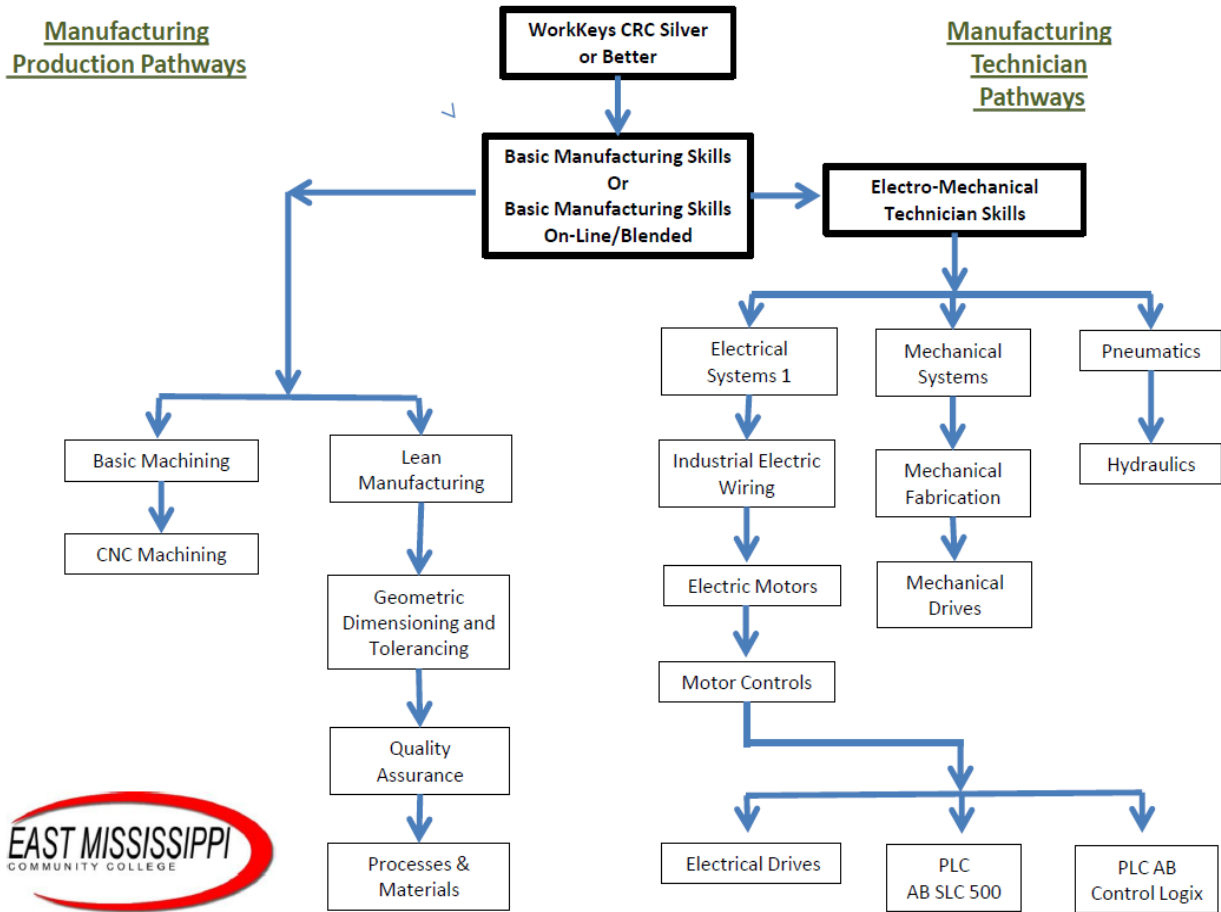 Manufacturing
Production Pathways
WorkKeys CRC Silver
or Better
Manufacturing
Technician
Pathways
Basic Manufacturing Skills
Or
Basic Manufacturing Skills
On-Line/Blended
Electro-Mechanical
Technician Skills
Electrical
Systems 1
Mechanical
Systems
Pneumatics
Basic Machining
Lean
Manufacturing
Industrial Electric
Wiring
Mechanical
Fabrication
Hydraulics
CNC Machining
Geometric
Dimensioning and
Tolerancing
Electric Motors
Mechanical
Drives
Motor Controls
Quality
Assurance
Processes &
Materials
Electrical Drives
PLC
AB SLC 500
PLC AB
Control Logix
EAST MISSISSIPPI
COMMUNITY COLLEGE